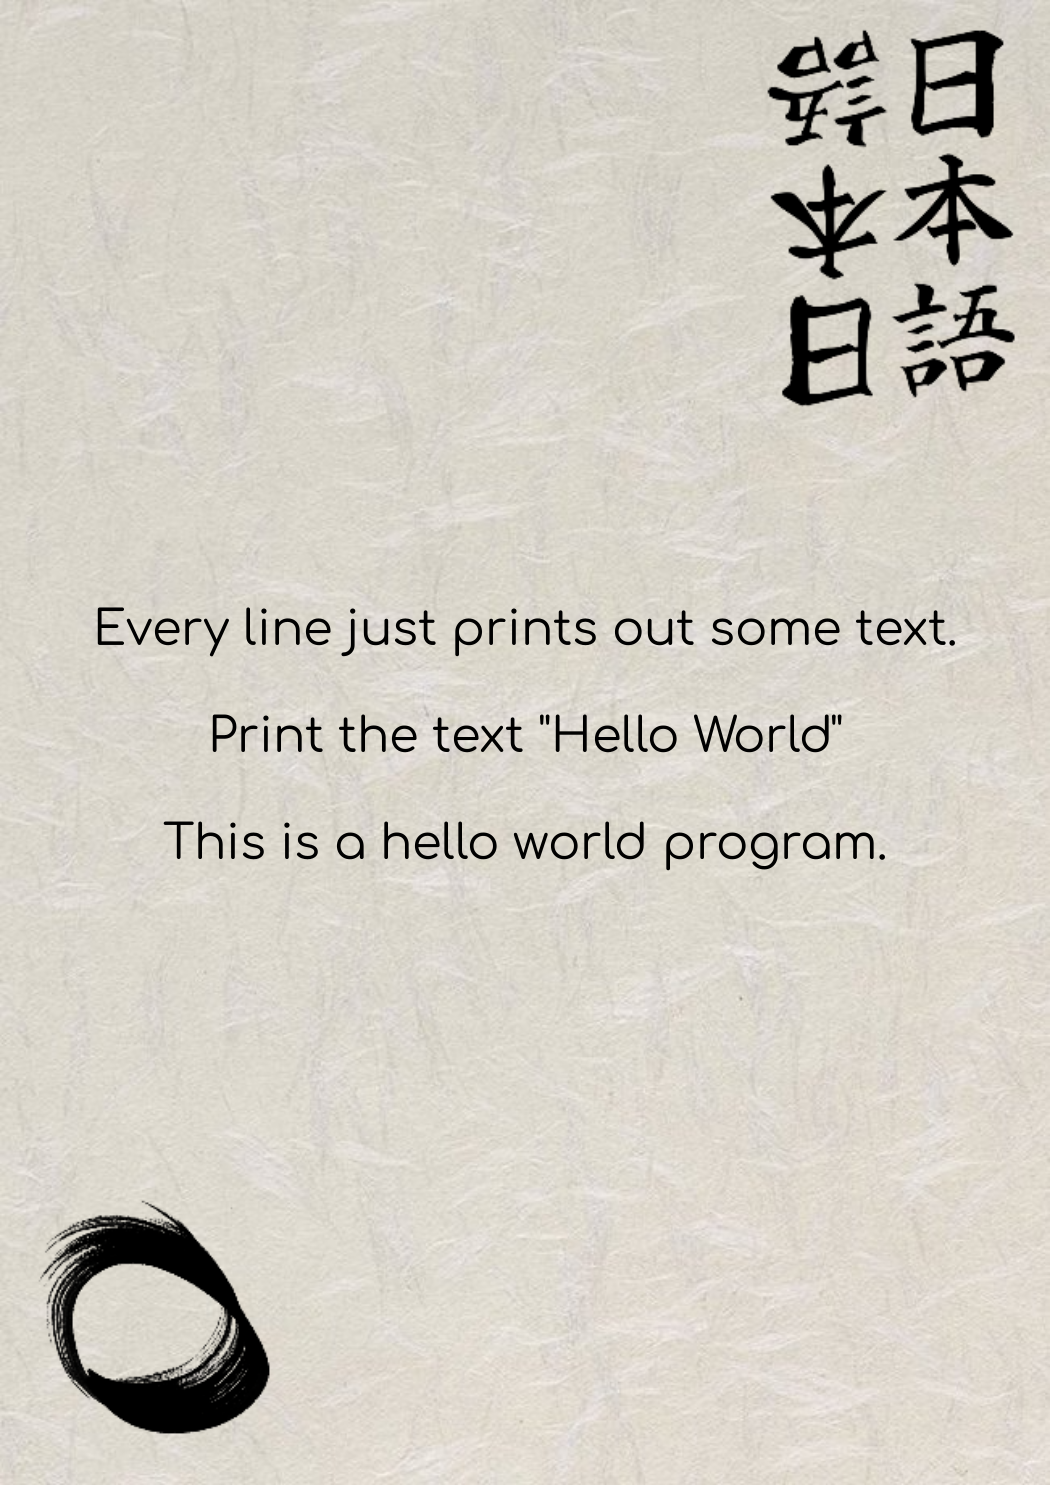 日本語
日本語
Every line just prints out some text.
Print the text "Hello World"
This is a hello world program.